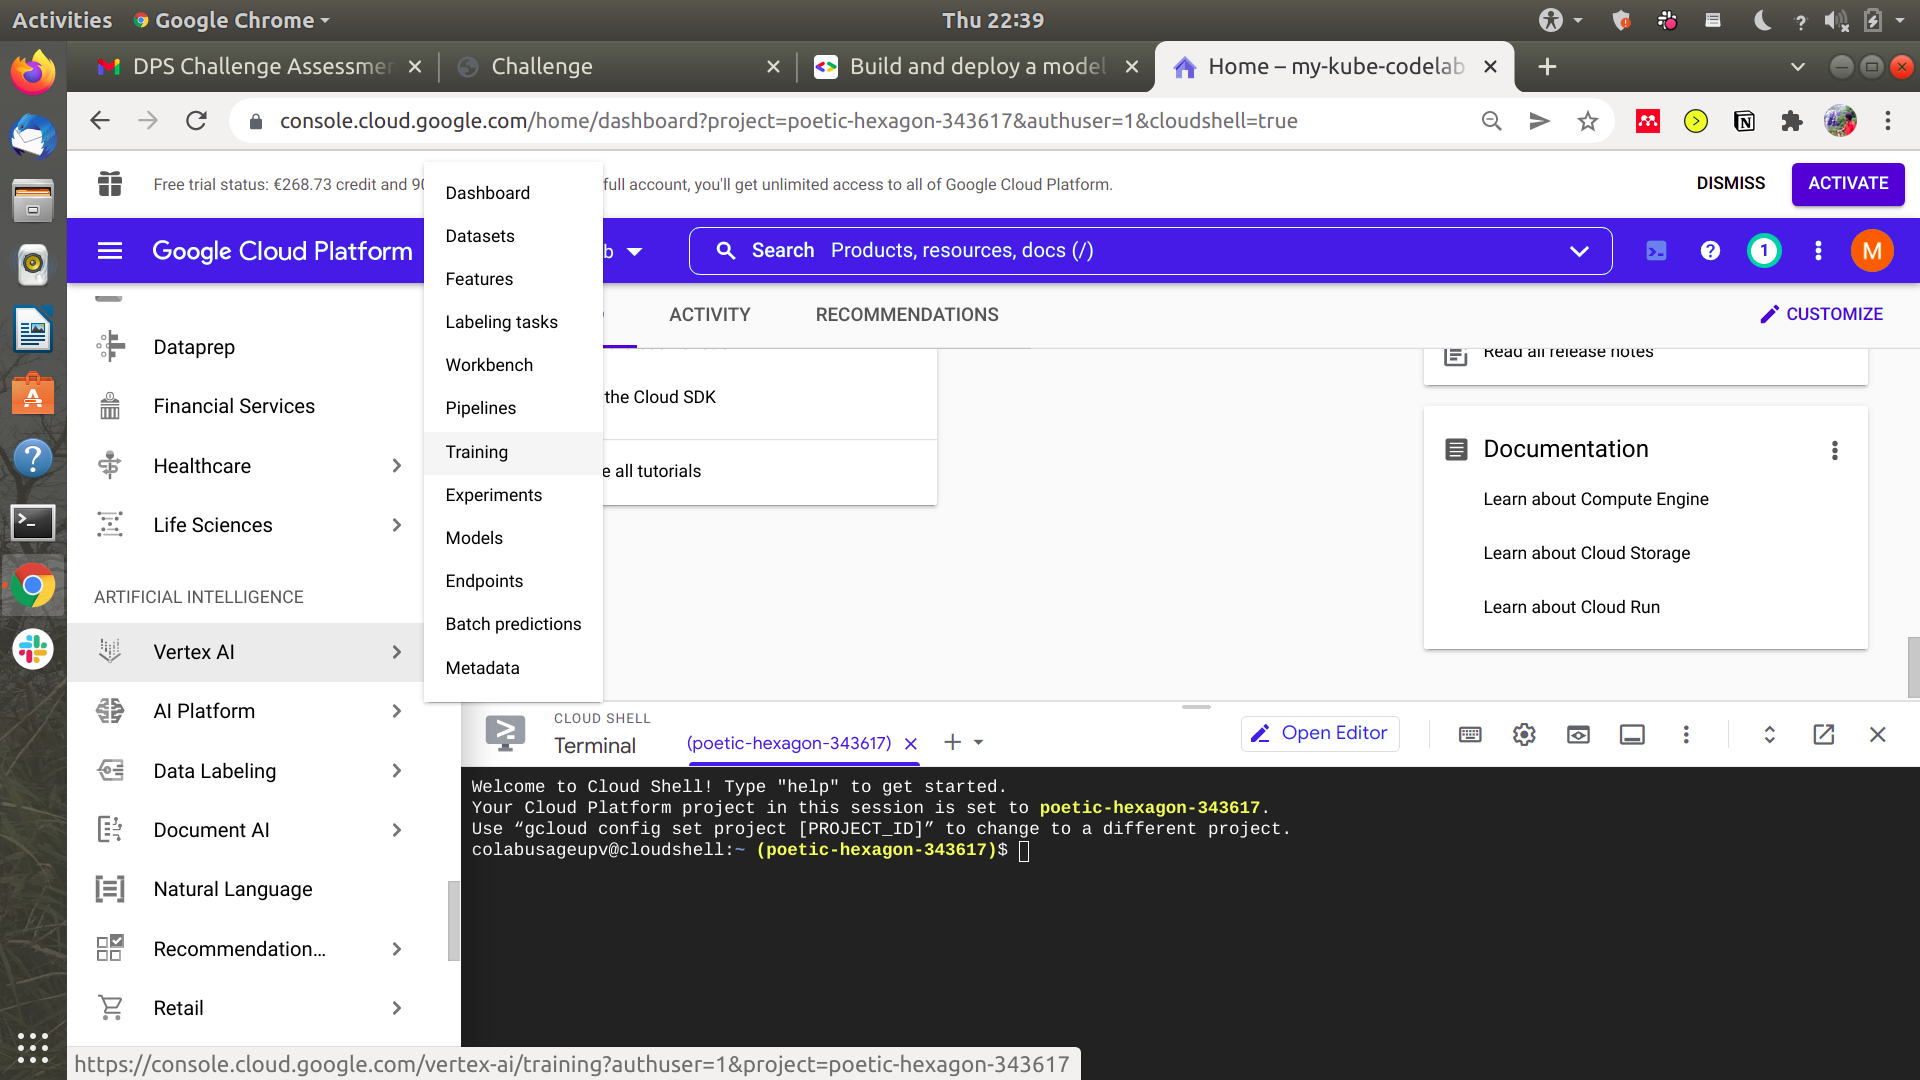 Activities
Google Chrome
Thu 22:39
DPS Challenge Assessmen
Challenge
Build and deploy a model
Home – my-kube-codelab
console.cloud.google.com/home/dashboard?project=poetic-hexagon-343617&authuser=1&cloudshell=true
Free trial status: €268.73 credit and 90
full account, you'll get unlimited access to all of Google Cloud Platform.
DISMISS
ACTIVATE
Google Cloud Platform
b
Search Products, resources, docs (/)
1
M
Dashboard
Datasets
Features
Labeling tasks
Workbench
Pipelines
Training
Experiments
Models
Endpoints
Batch predictions
Metadata
ACTIVITY
RECOMMENDATIONS
CUSTOMIZE
Dataprep
Financial Services
Healthcare
Life Sciences
ARTIFICIAL INTELLIGENCE
Vertex AI
AI Platform
Data Labeling
Document AI
Natural Language
Recommendation...
Retail
the Cloud SDK
e all tutorials
Read all release notes
Documentation
Learn about Compute Engine
Learn about Cloud Storage
Learn about Cloud Run
CLOUD SHELL
Terminal
(poetic-hexagon-343617)
Open Editor
Welcome to Cloud Shell! Type "help" to get started.
Your Cloud Platform project in this session is set to poetic-hexagon-343617.
Use “gcloud config set project [PROJECT_ID]” to change to a different project.
colabusageupv@cloudshell:~ (poetic-hexagon-343617)$
https://console.cloud.google.com/vertex-ai/training?authuser=1&project=poetic-hexagon-343617